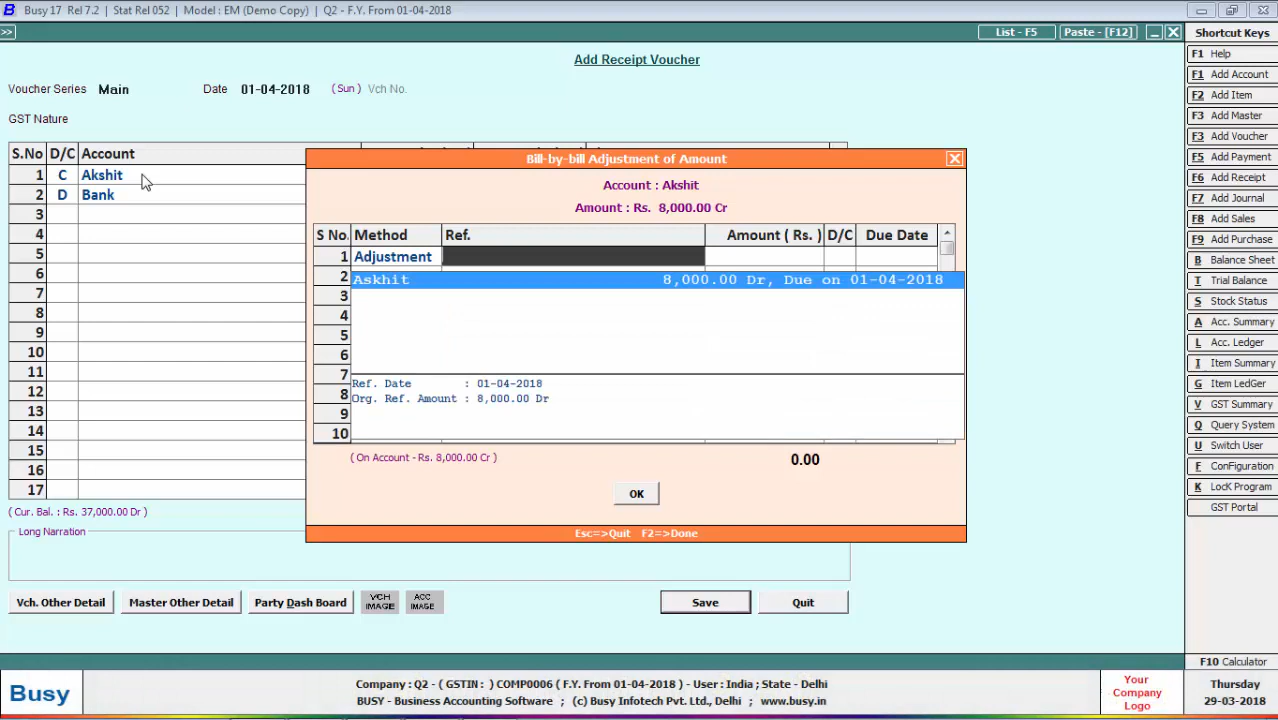 Busy 17 Rel 7.2 | Stat Rel 052 | Model : EM (Demo Copy) | Q2 - F.Y. From 01-04-2018
>>
List - F5
Paste - [F12]
Shortcut Keys
Add Receipt Voucher
Voucher Series Main Date 01-04-2018 ( Sun ) Vch No.
GST Nature
S.No D/C Account
1 C Akshit
2 D Bank
3
4
5
6
7
8
9
10
11
12
13
14
15
16
17
( Cur. Bal. : Rs. 37,000.00 Dr )
Long Narration
Bill-by-bill Adjustment of Amount
Account : Akshit
Amount : Rs. 8,000.00 Cr
S No. Method Ref. Amount ( Rs. ) D/C Due Date
1 Adjustment
2 Askhit 8,000.00 Dr, Due on 01-04-2018
3
4
5
6
7
Ref. Date : 01-04-2018
8
Org. Ref. Amount : 8,000.00 Dr
9
10
( On Account - Rs. 8,000.00 Cr ) 0.00
OK
Esc=>Quit F2=>Done
Vch. Other Detail
Master Other Detail
Party Dash Board
VCH IMAGE
ACC IMAGE
Save
Quit
F1 Help
F1 Add Account
F2 Add Item
F3 Add Master
F3 Add Voucher
F5 Add Payment
F6 Add Receipt
F7 Add Journal
F8 Add Sales
F9 Add Purchase
B Balance Sheet
T Trial Balance
S Stock Status
A Acc. Summary
L Acc. Ledger
I Item Summary
G Item LedGer
V GST Summary
Q Query System
U Switch User
F ConFiguration
K LocK Program
GST Portal
F10 Calculator
Busy
Company : Q2 - ( GSTIN : ) COMP0006 ( F.Y. From 01-04-2018 ) - User : India ; State - Delhi
BUSY - Business Accounting Software ; (c) Busy Infotech Pvt. Ltd., Delhi ; www.busy.in
Your
Company
Logo
Thursday
29-03-2018